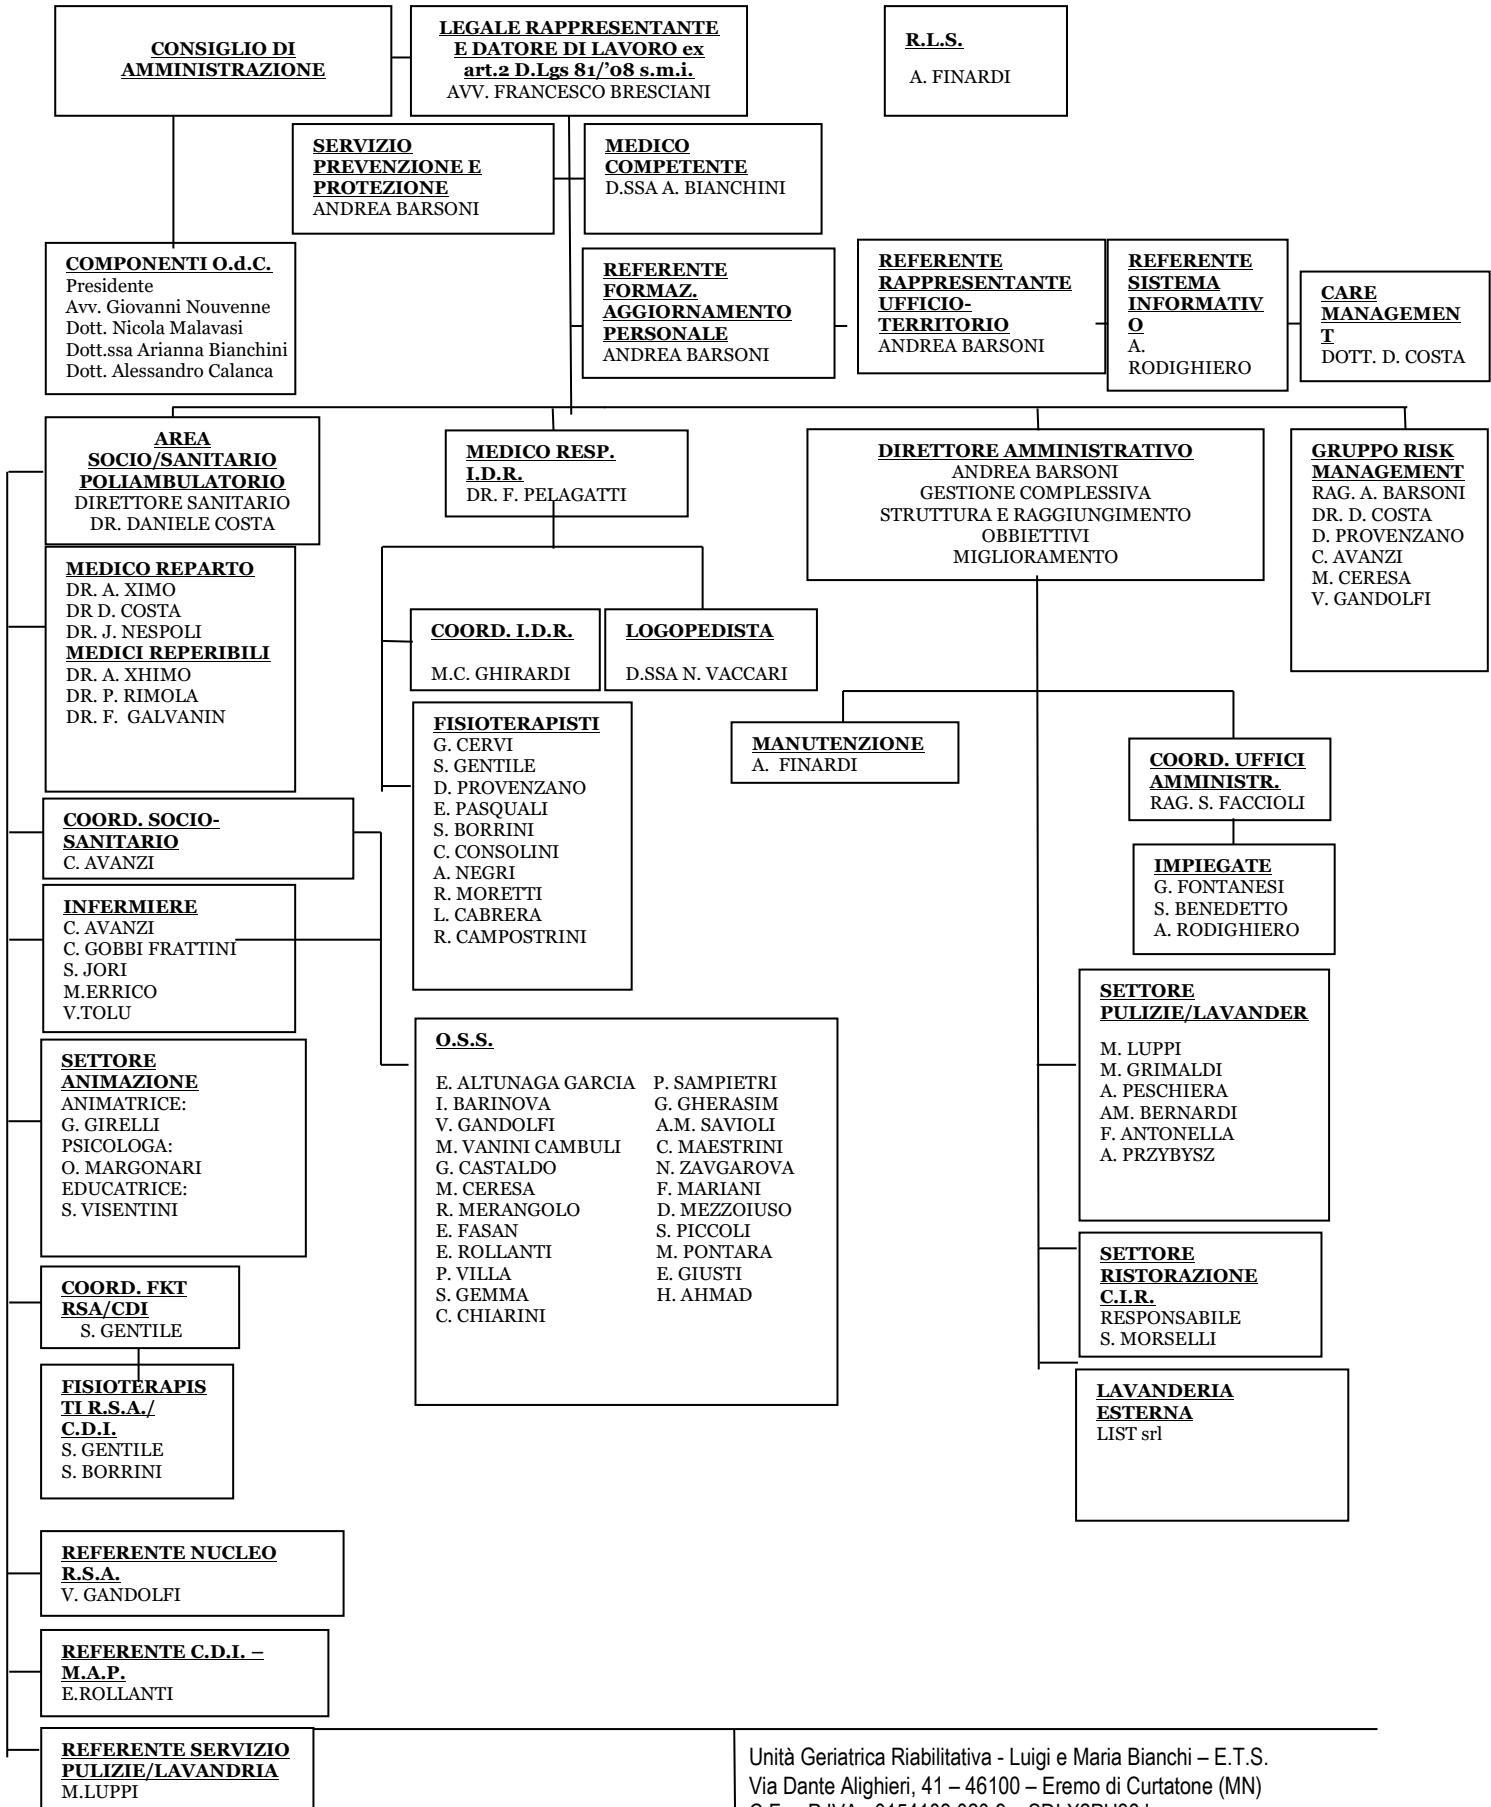 CONSIGLIO DI
AMMINISTRAZIONE
LEGALE RAPPRESENTANTE
E DATORE DI LAVORO ex
art.2 D.Lgs 81/’08 s.m.i.
AVV. FRANCESCO BRESCIANI
R.L.S.
A. FINARDI
SERVIZIO
PREVENZIONE E
PROTEZIONE
ANDREA BARSONI
MEDICO
COMPETENTE
D.SSA A. BIANCHINI
COMPONENTI O.d.C.
Presidente
Avv. Giovanni Nouvenne
Dott. Nicola Malavasi
Dott.ssa Arianna Bianchini
Dott. Alessandro Calanca
REFERENTE
FORMAZ.
AGGIORNAMENTO
PERSONALE
ANDREA BARSONI
REFERENTE
RAPPRESENTANTE
UFFICIO-
TERRITORIO
ANDREA BARSONI
REFERENTE
SISTEMA
INFORMATIV
O
A.
RODIGHIERO
CARE
MANAGEMEN
T
DOTT. D. COSTA
AREA
SOCIO/SANITARIO
POLIAMBULATORIO
DIRETTORE SANITARIO
DR. DANIELE COSTA
MEDICO RESP.
I.D.R.
DR. F. PELAGATTI
DIRETTORE AMMINISTRATIVO
ANDREA BARSONI
GESTIONE COMPLESSIVA
STRUTTURA E RAGGIUNGIMENTO
OBBIETTIVI
MIGLIORAMENTO
GRUPPO RISK
MANAGEMENT
RAG. A. BARSONI
DR. D. COSTA
D. PROVENZANO
C. AVANZI
M. CERESA
V. GANDOLFI
MEDICO REPARTO
DR. A. XIMO
DR D. COSTA
DR. J. NESPOLI
MEDICI REPERIBILI
DR. A. XHIMO
DR. P. RIMOLA
DR. F. GALVANIN
COORD. I.D.R.
M.C. GHIRARDI
LOGOPEDISTA
D.SSA N. VACCARI
FISIOTERAPISTI
G. CERVI
S. GENTILE
D. PROVENZANO
E. PASQUALI
S. BORRINI
C. CONSOLINI
A. NEGRI
R. MORETTI
L. CABRERA
R. CAMPOSTRINI
MANUTENZIONE
A. FINARDI
COORD. UFFICI
AMMINISTR.
RAG. S. FACCIOLI
IMPIEGATE
G. FONTANESI
S. BENEDETTO
A. RODIGHIERO
COORD. SOCIO-
SANITARIO
C. AVANZI
INFERMIERE
C. AVANZI
C. GOBBI FRATTINI
S. JORI
M.ERRICO
V.TOLU
SETTORE
ANIMAZIONE
ANIMATRICE:
G. GIRELLI
PSICOLOGA:
O. MARGONARI
EDUCATRICE:
S. VISENTINI
O.S.S.
E. ALTUNAGA GARCIA P. SAMPIETRI
I. BARINOVA G. GHERASIM
V. GANDOLFI A.M. SAVIOLI
M. VANINI CAMBULI C. MAESTRINI
G. CASTALDO N. ZAVGAROVA
M. CERESA F. MARIANI
R. MERANGOLO D. MEZZOIUSO
E. FASAN S. PICCOLI
E. ROLLANTI M. PONTARA
P. VILLA E. GIUSTI
S. GEMMA H. AHMAD
C. CHIARINI
SETTORE
PULIZIE/LAVANDER
M. LUPPI
M. GRIMALDI
A. PESCHIERA
AM. BERNARDI
F. ANTONELLA
A. PRZYBYSZ
SETTORE
RISTORAZIONE
C.I.R.
RESPONSABILE
S. MORSELLI
LAVANDERIA
ESTERNA
LIST srl
COORD. FKT
RSA/CDI
S. GENTILE
FISIOTERAPIS
TI R.S.A./
C.D.I.
S. GENTILE
S. BORRINI
REFERENTE NUCLEO
R.S.A.
V. GANDOLFI
REFERENTE C.D.I. –
M.A.P.
E.ROLLANTI
REFERENTE SERVIZIO
PULIZIE/LAVANDRIA
M.LUPPI
Unità Geriatrica Riabilitativa - Luigi e Maria Bianchi – E.T.S.
Via Dante Alighieri, 41 – 46100 – Eremo di Curtatone (MN)